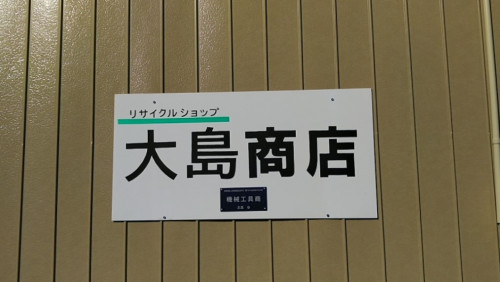 リサイクルショップ
大島商店
機械工具商